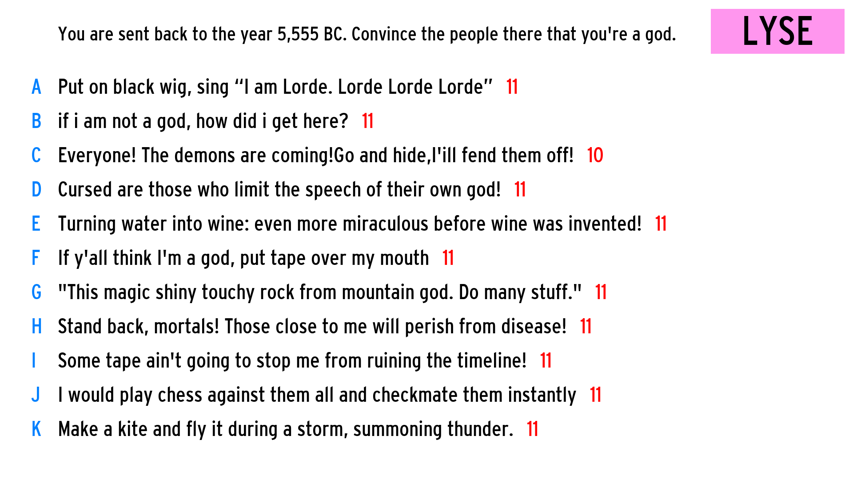 You are sent back to the year 5,555 BC. Convince the people there that you're a god.
LYSE
A Put on black wig, sing “I am Lorde. Lorde Lorde Lorde” 11
B if i am not a god, how did i get here? 11
C Everyone! The demons are coming!Go and hide,I'ill fend them off! 10
D Cursed are those who limit the speech of their own god! 11
E Turning water into wine: even more miraculous before wine was invented! 11
F If y'all think I'm a god, put tape over my mouth 11
G "This magic shiny touchy rock from mountain god. Do many stuff." 11
H Stand back, mortals! Those close to me will perish from disease! 11
I Some tape ain't going to stop me from ruining the timeline! 11
J I would play chess against them all and checkmate them instantly 11
K Make a kite and fly it during a storm, summoning thunder. 11